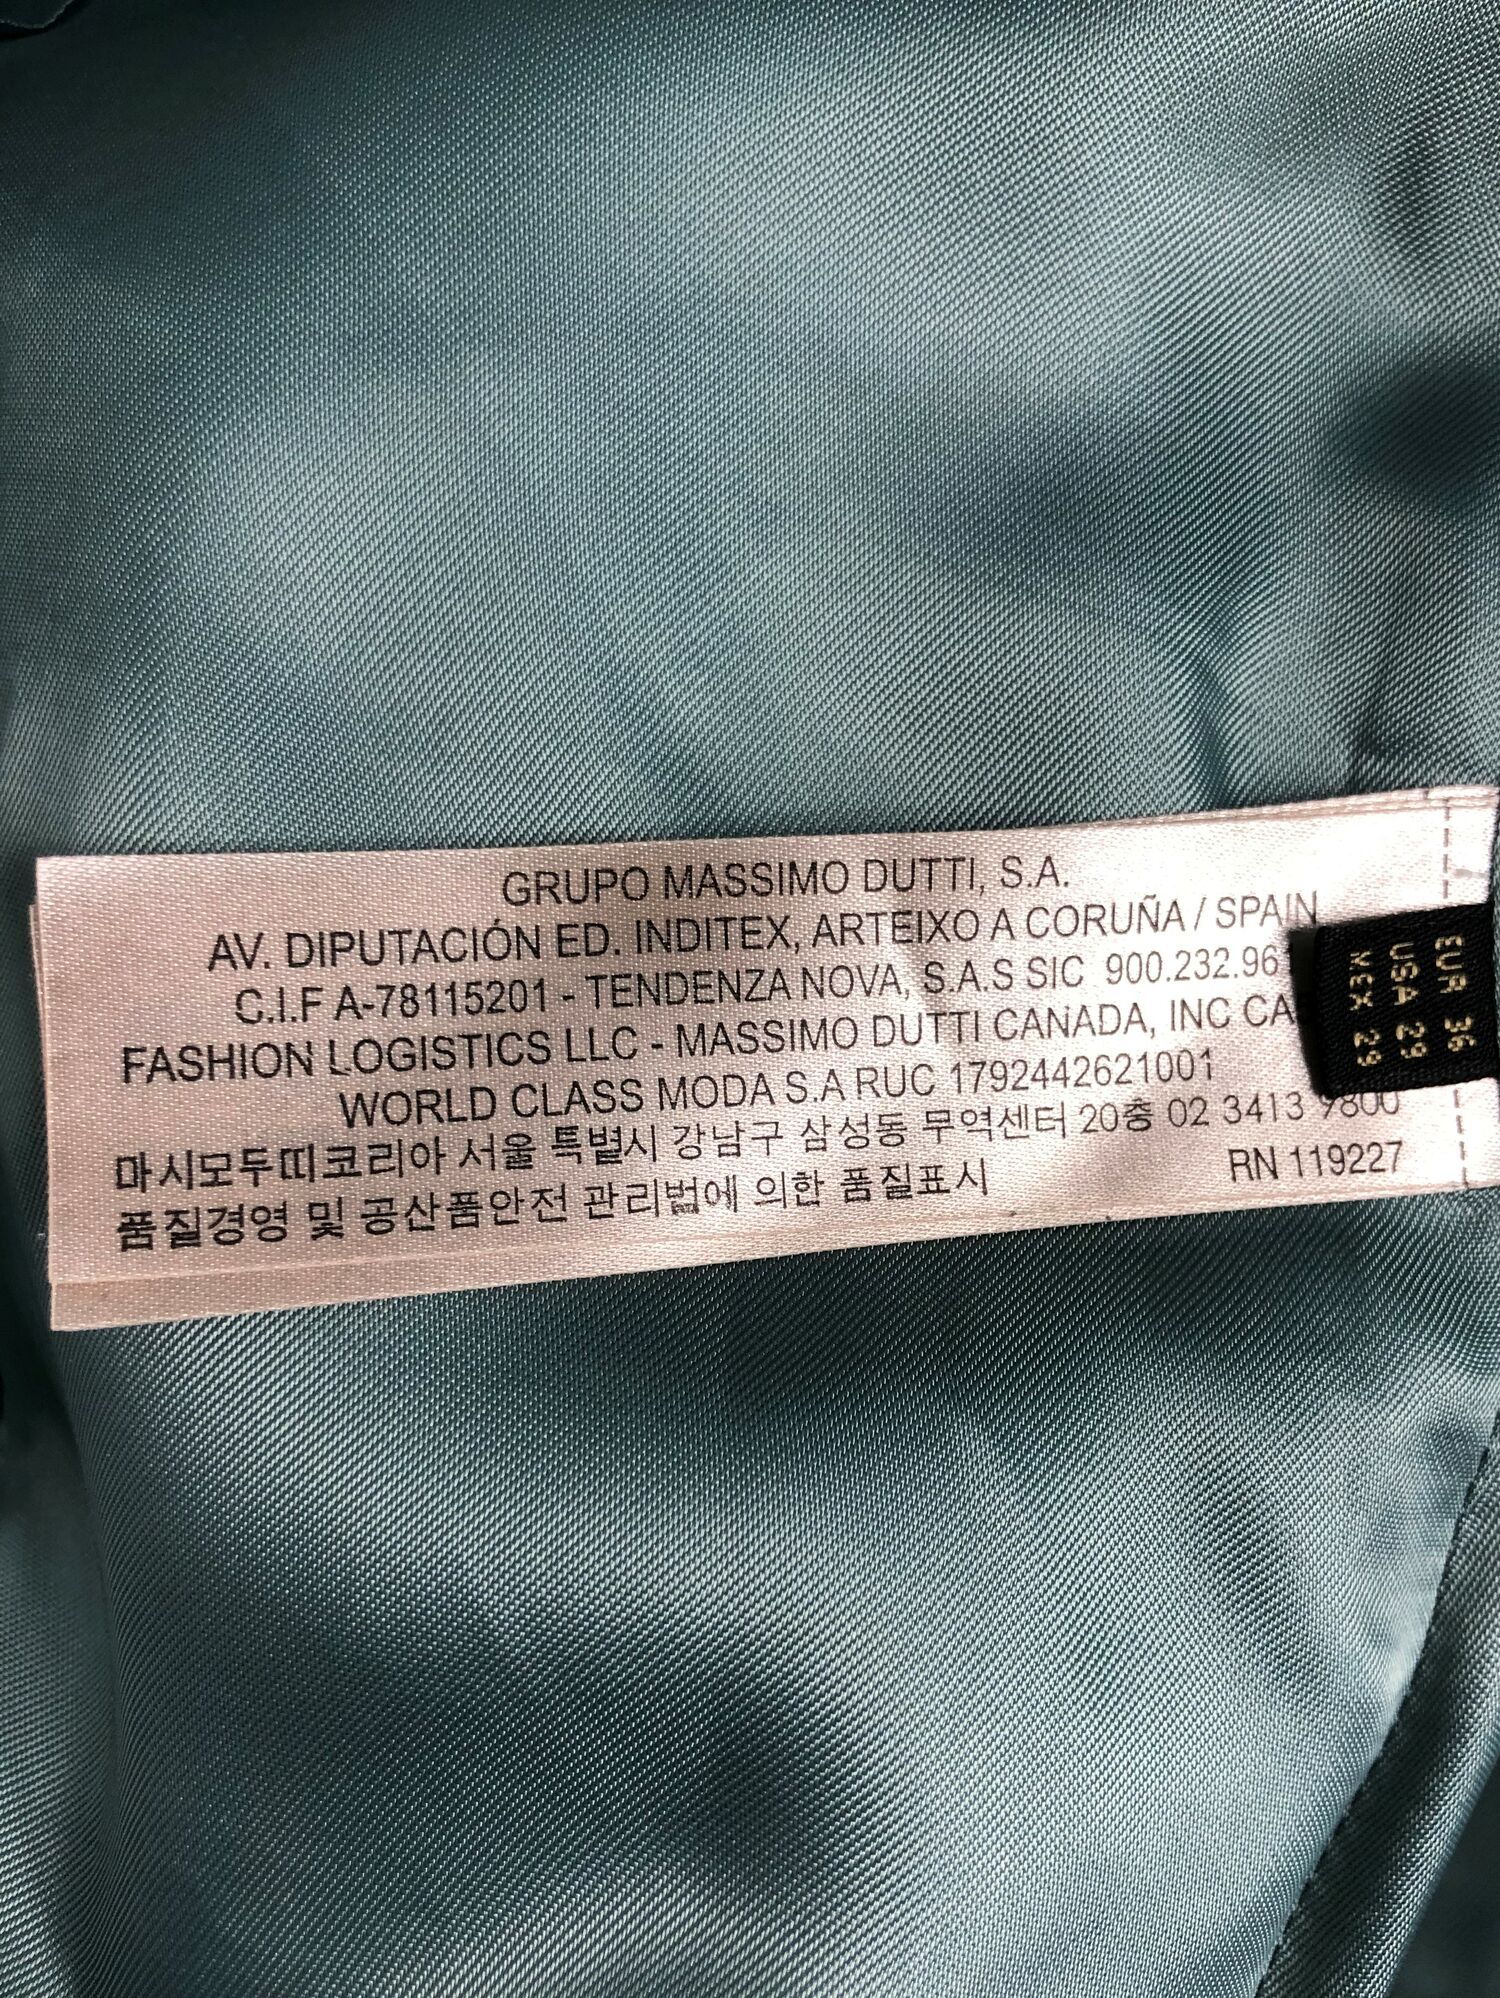 GRUPO MASSIMO DUTTI, S.A.
AV. DIPUTACIÓN ED. INDITEX, ARTEIXO A CORUÑA / SPAIN
C.I.F A-78115201 - TENDENZA NOVA, S.A.S SIC 900.232.96
FASHION LOGISTICS LLC - MASSIMO DUTTI CANADA, INC CA
WORLD CLASS MODA S.A RUC 1792442621001
마시모두띠코리아 서울 특별시 강남구 삼성동 무역센터 20층 02 3413 9800
품질경영 및 공산품안전 관리법에 의한 품질표시
RN 119227
EUR 36
USA 29
MEX 29